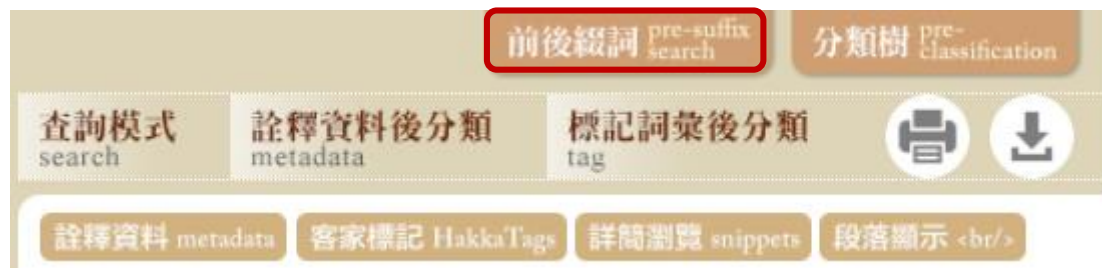 前後綴詞 pre-suffix search
分類樹 pre-classification
查詢模式 search
詮釋資料後分類 metadata
標記詞彙後分類 tag
詮釋資料 metadata
客家標記 HakkaTags
詳簡瀏覽 snippets
段落顯示 <br/>